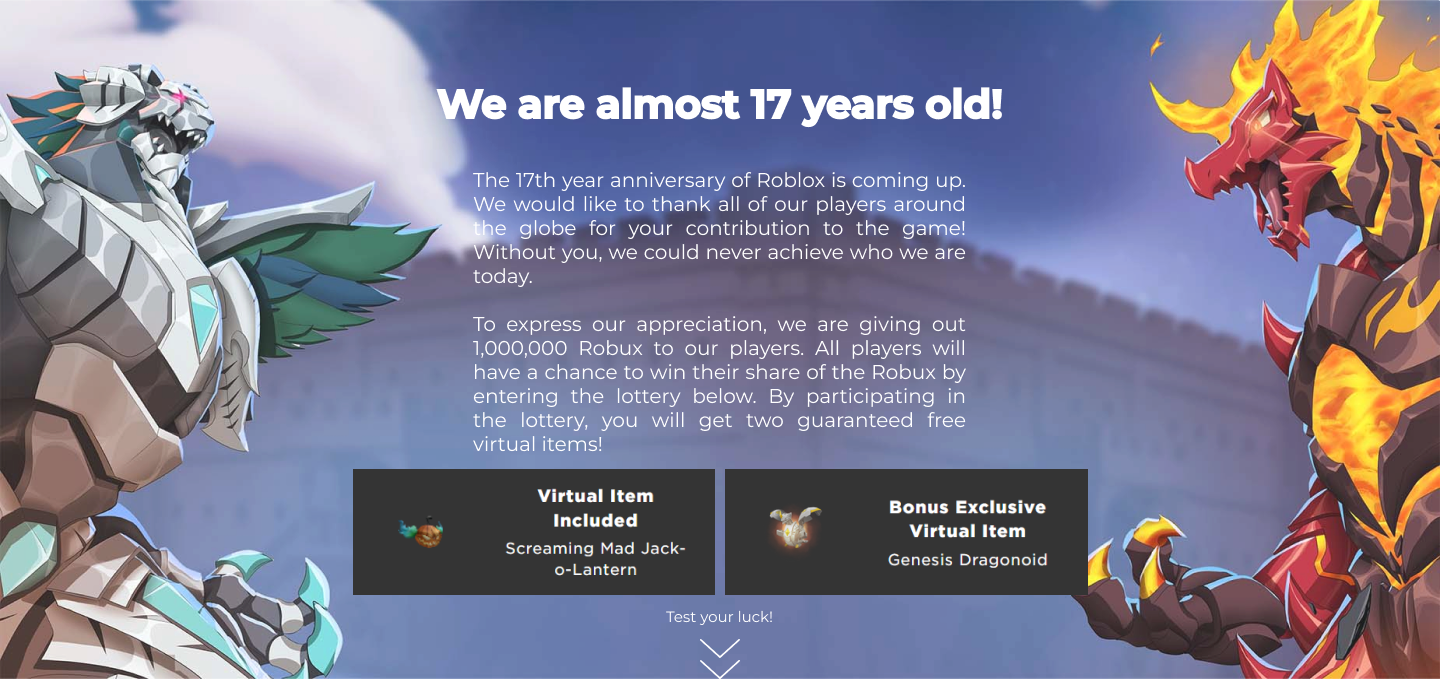 We are almost 17 years old!
The 17th year anniversary of Roblox is coming up.
We would like to thank all of our players around
the globe for your contribution to the game!
Without you, we could never achieve who we are
today.
To express our appreciation, we are giving out
1,000,000 Robux to our players. All players will
have a chance to win their share of the Robux by
entering the lottery below. By participating in
the lottery, you will get two guaranteed free
virtual items!
Virtual Item
Included
Screaming Mad Jack-
o-Lantern
Bonus Exclusive
Virtual Item
Genesis Dragonoid
Test your luck!